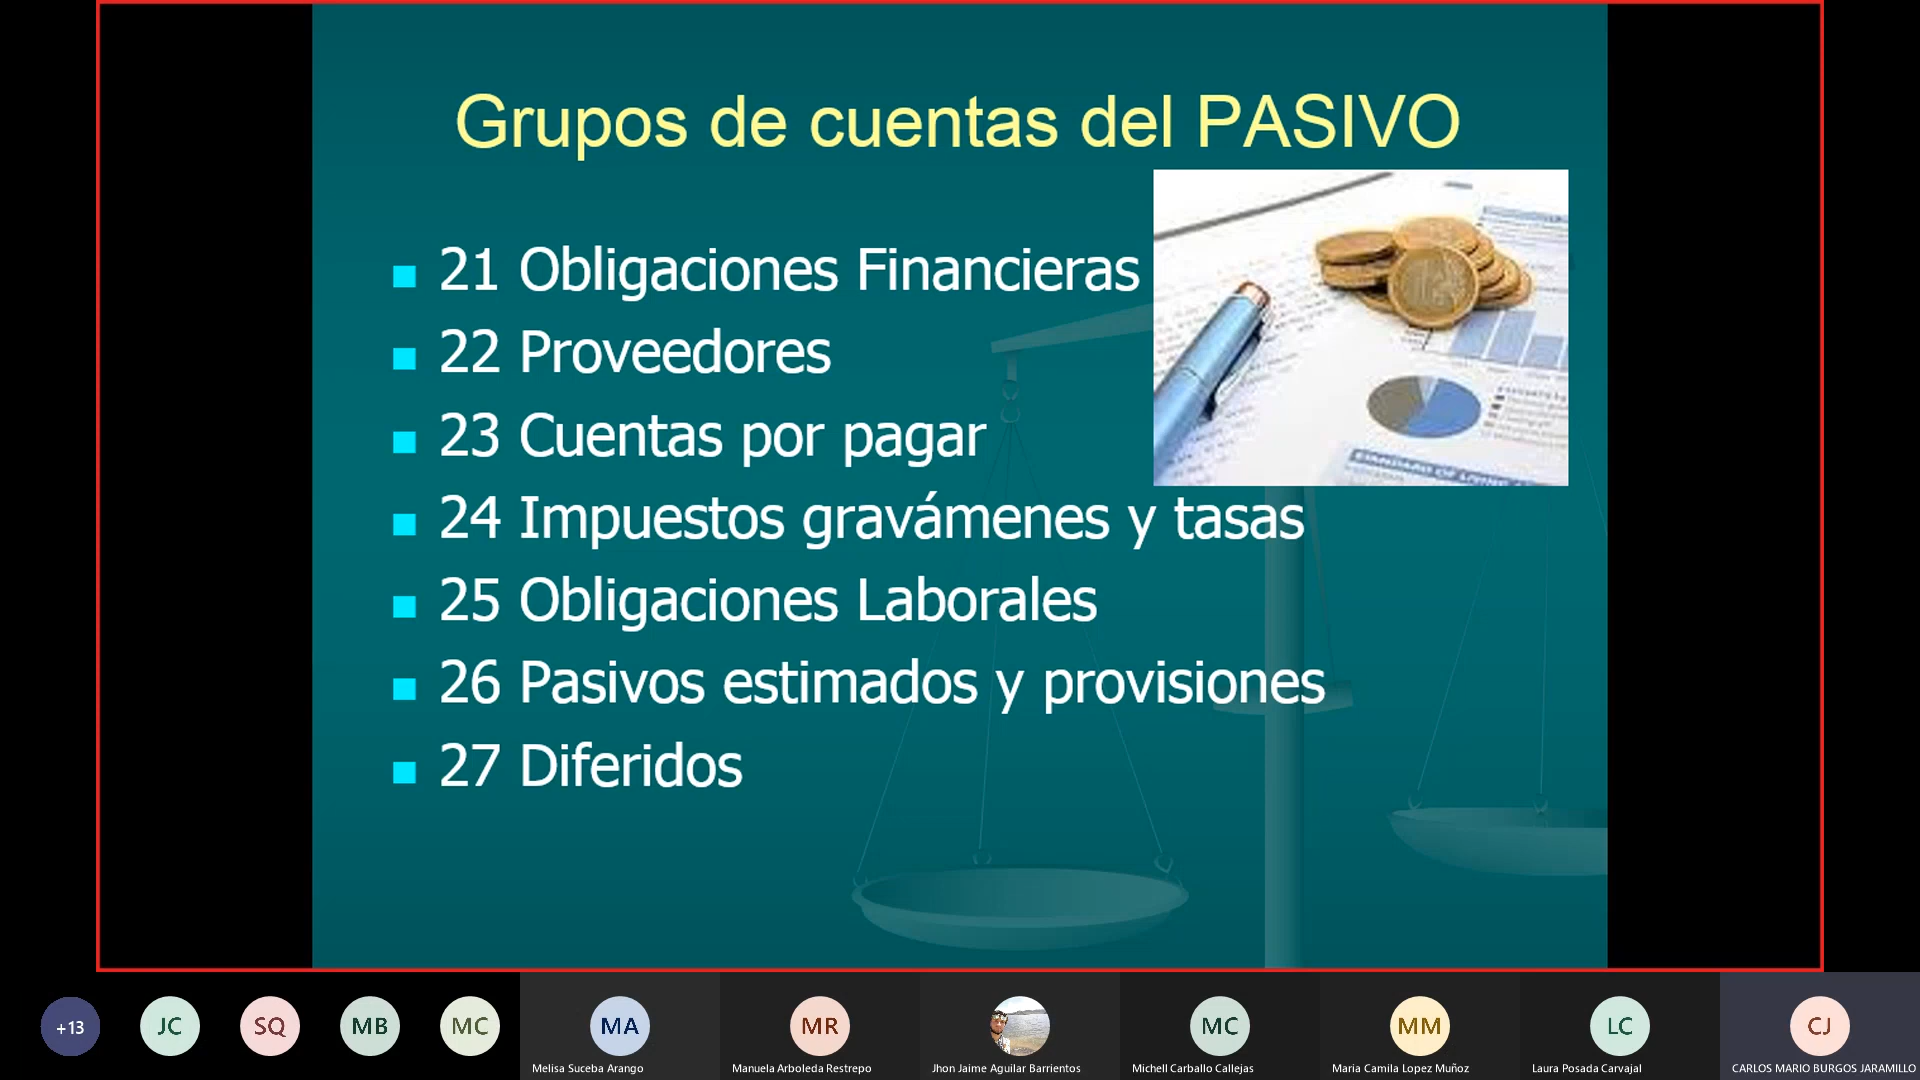 Grupos de cuentas del PASIVO
21 Obligaciones Financieras
22 Proveedores
23 Cuentas por pagar
24 Impuestos gravámenes y tasas
25 Obligaciones Laborales
26 Pasivos estimados y provisiones
27 Diferidos
+13
JC
SQ
MB
MC
MA
MR
MC
MM
LC
CJ
Melisa Suceba Arango
Manuela Arboleda Restrepo
Jhon Jaime Aguilar Barrientos
Michell Carballo Callejas
Maria Camila Lopez Muñoz
Laura Posada Carvajal
CARLOS MARIO BURGOS JARAMILLO